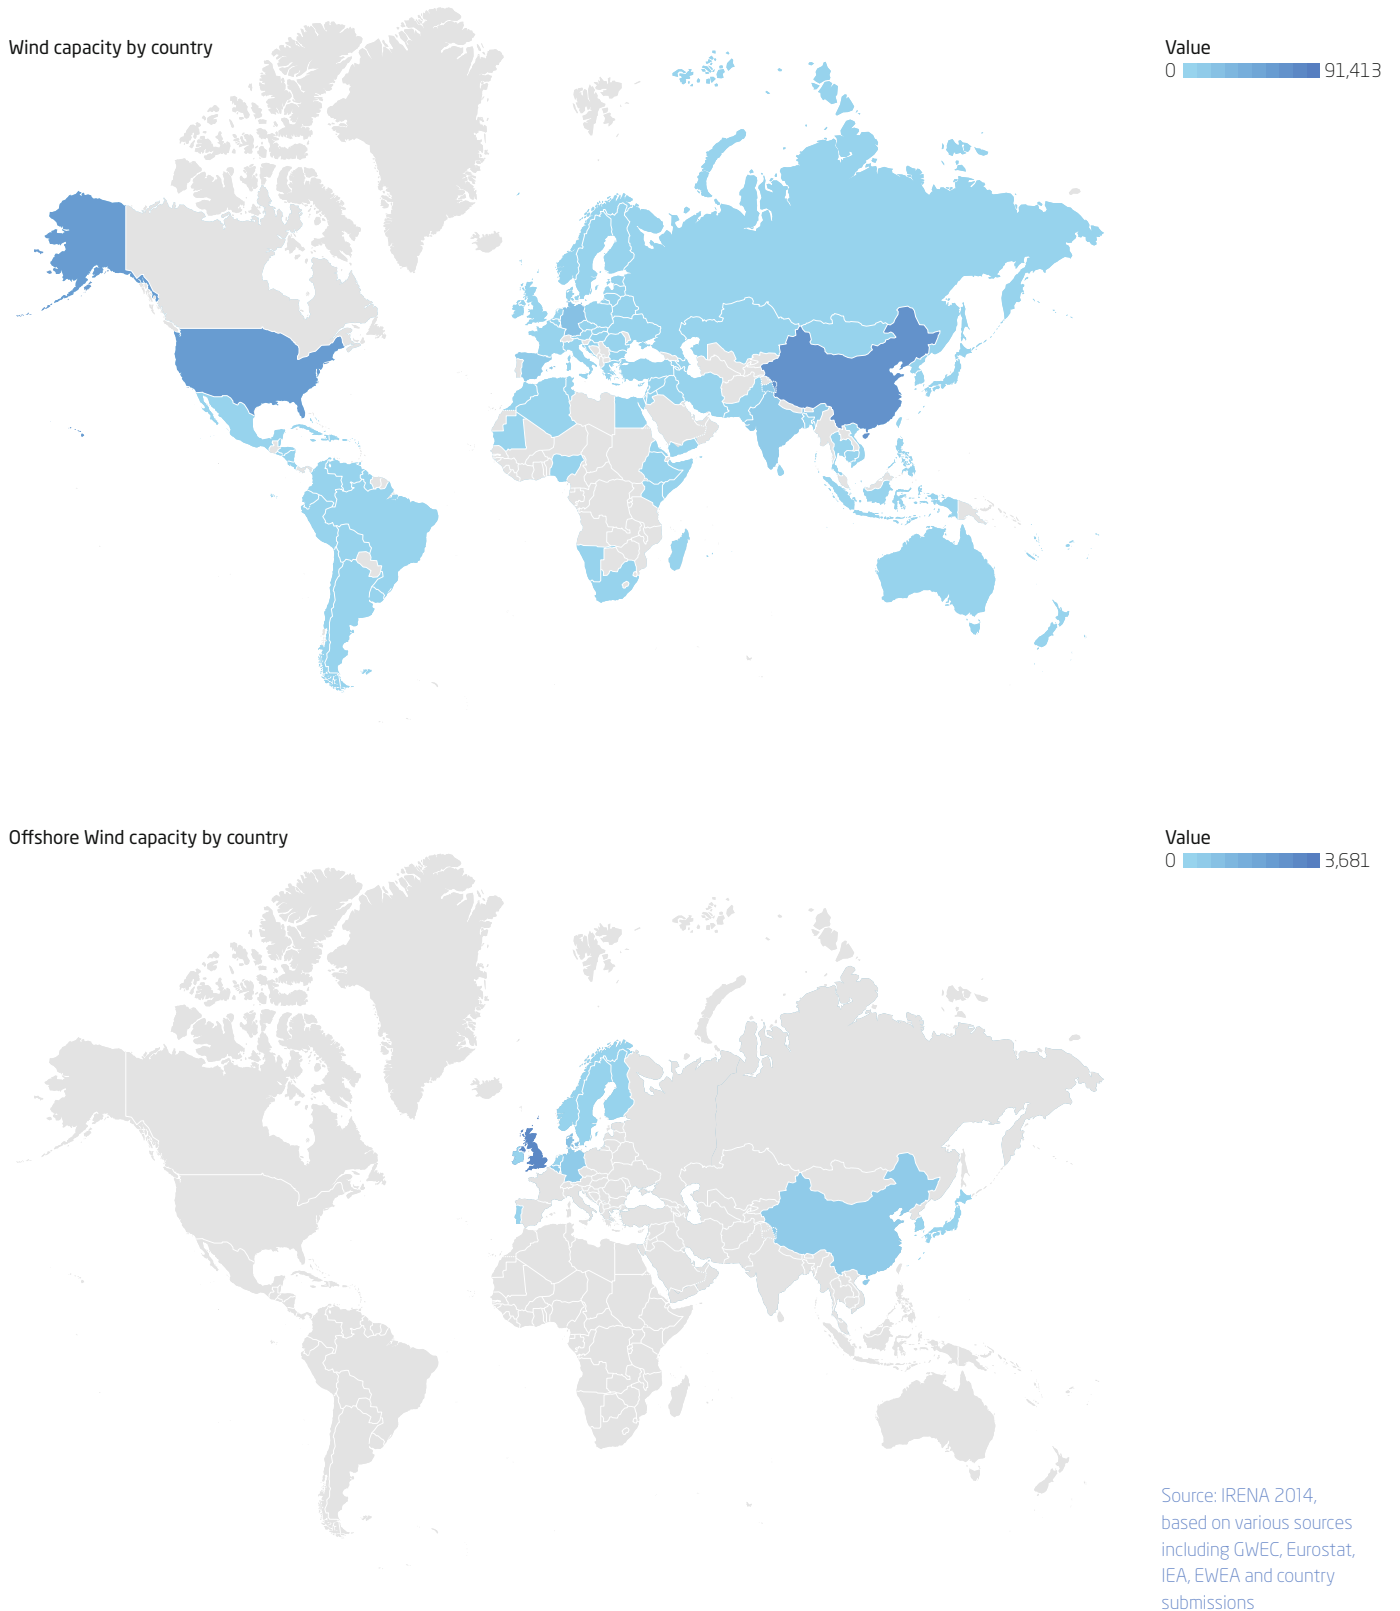 Wind capacity by country
Value
0 91,413
Offshore Wind capacity by country
Value
0 3,681
Source: IRENA 2014,
based on various sources
including GWEC, Eurostat,
IEA, EWEA and country
submissions